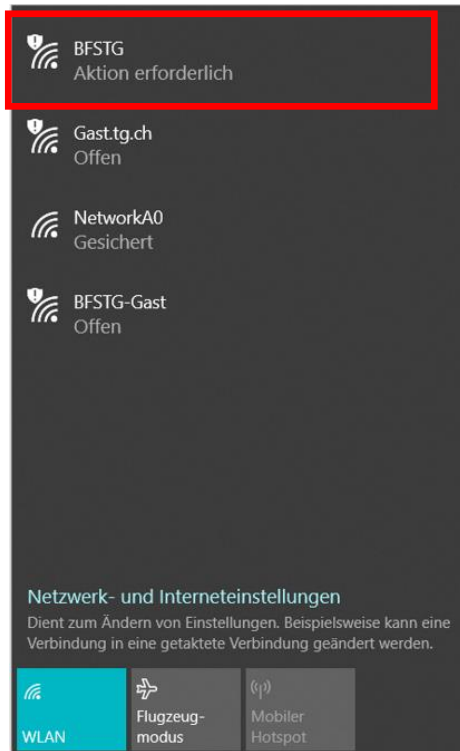 BFSTG
Aktion erforderlich
Gast.tg.ch
Offen
NetworkA0
Gesichert
BFSTG-Gast
Offen
Netzwerk- und Interneteinstellungen
Dient zum Ändern von Einstellungen. Beispielsweise kann eine
Verbindung in eine getaktete Verbindung geändert werden.
WLAN
Flugzeug-
modus
Mobiler
Hotspot